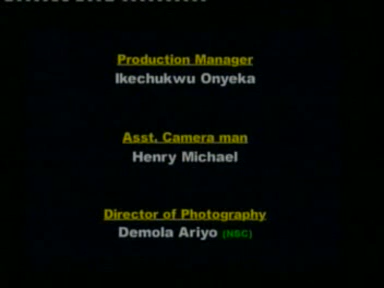 Production Manager
Ikechukwu Onyeka
Asst. Camera man
Henry Michael
Director of Photography
Demola Ariyo (NSC)